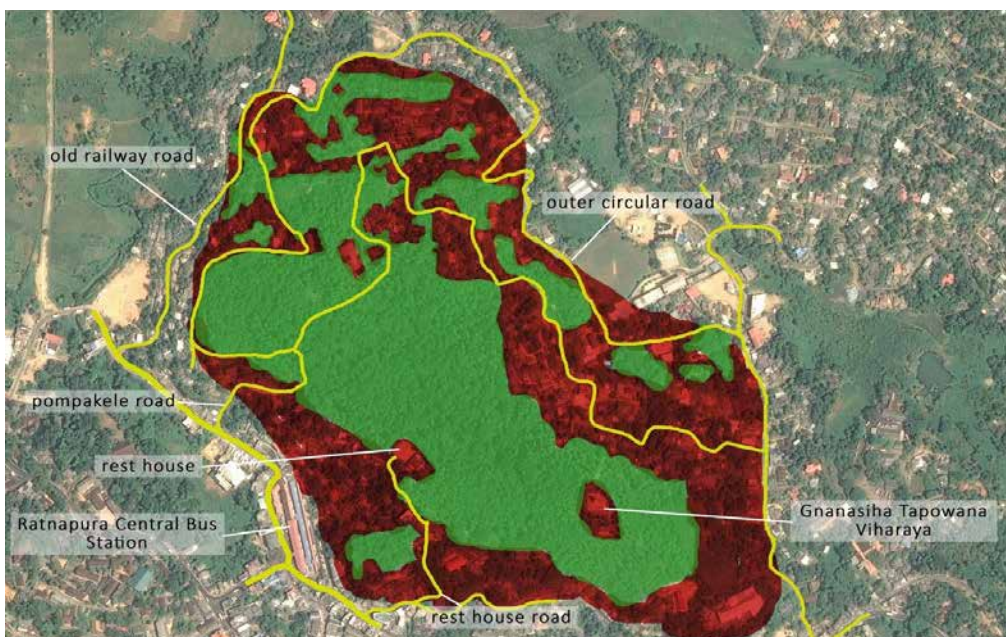 old railway road
outer circular road
pompakele road
rest house
Ratnapura Central Bus
Station
Gnanasiha Tapowana
Viharaya
rest house road